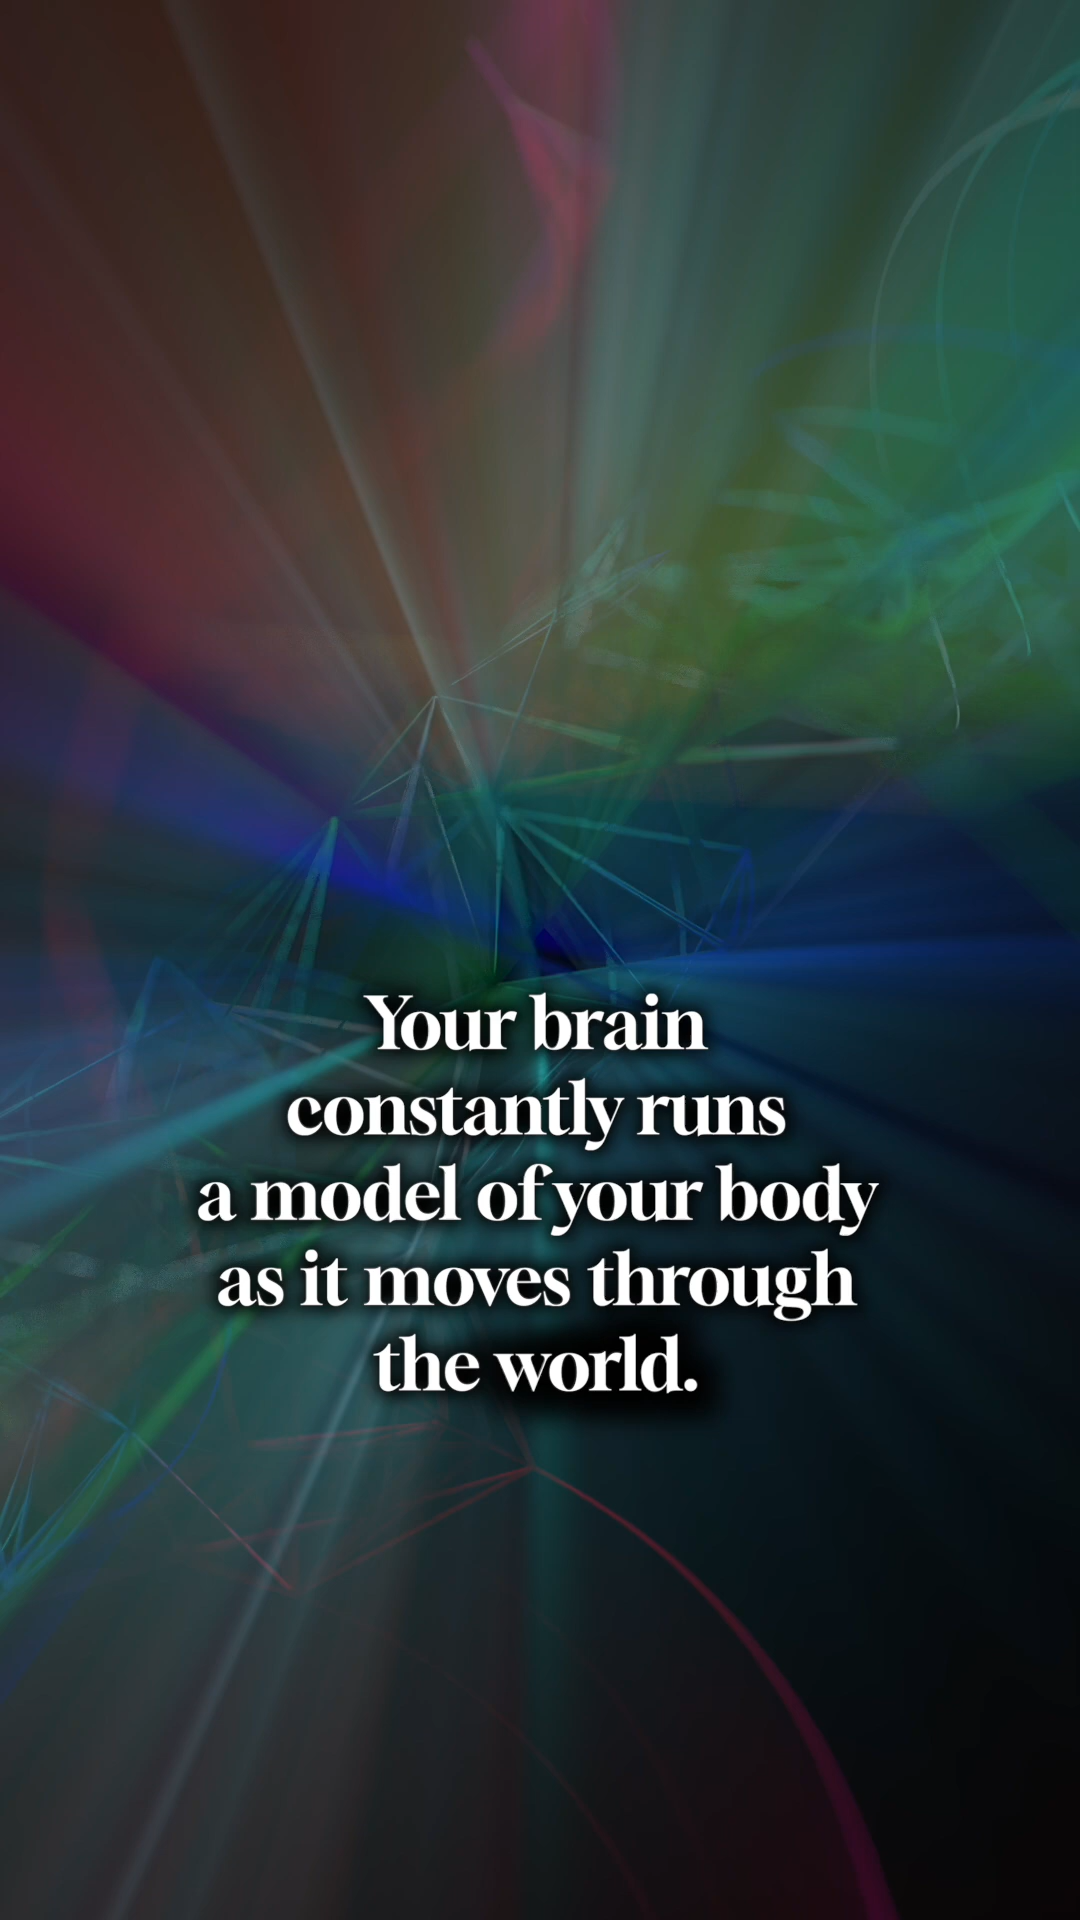 Your brain
constantly runs
a model of your body
as it moves through
the world.